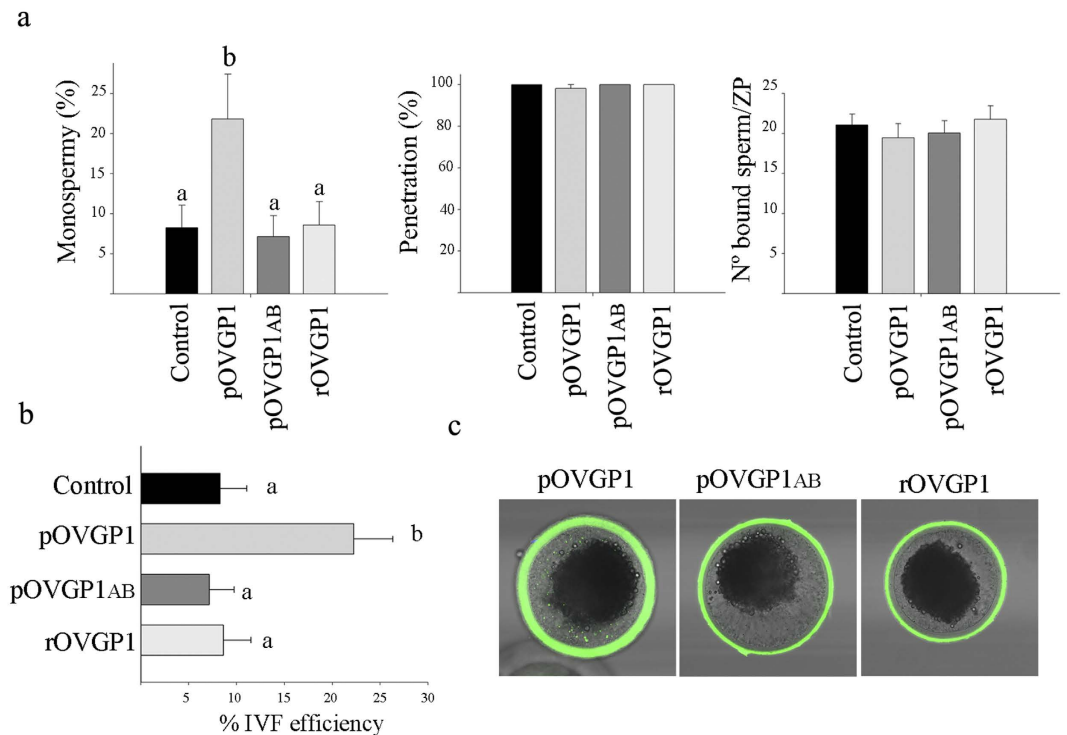 a
Monospermy (%)
25
20
15
10
5
a
b
a
a
Control
pOVGP1
pOVGP1AB
rOVGP1
Penetration (%)
100
80
60
40
20
Control
pOVGP1
pOVGP1AB
rOVGP1
Nº bound sperm/ZP
25
20
15
10
5
Control
pOVGP1
pOVGP1AB
rOVGP1
b
Control
a
pOVGP1
b
pOVGP1AB
a
rOVGP1
a
5 10 15 20 25 30
% IVF efficiency
c
pOVGP1 pOVGP1AB rOVGP1